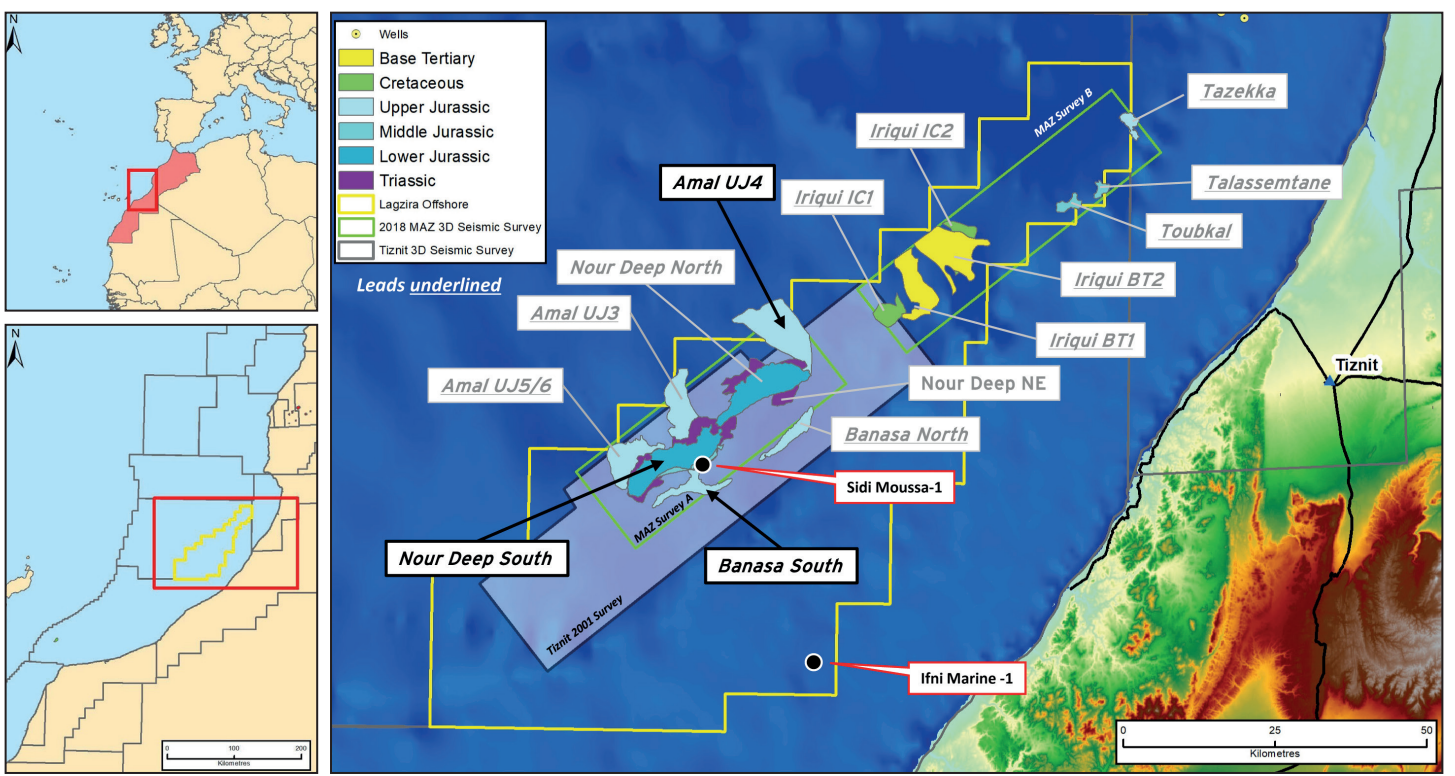 N
N
0 100 200
Kilometres
Wells
Base Tertiary
Cretaceous
Upper Jurassic
Middle Jurassic
Lower Jurassic
Triassic
Lagzira Offshore
2018 MAZ 3D Seismic Survey
Tiznit 3D Seismic Survey
Leads underlined
MAZ Survey B
Tazekka
Iriqui IC2
Amal UJ4
Talassemtane
Iriqui IC1
Toubkal
Nour Deep North
Iriqui BT2
Amal UJ3
Iriqui BT1
Tiznit
Amal UJ5/6
Nour Deep NE
Banasa North
Sidi Moussa-1
MAZ Survey A
Nour Deep South
Banasa South
Tiznit 2001 Survey
Ifni Marine -1
0 25 50
Kilometres